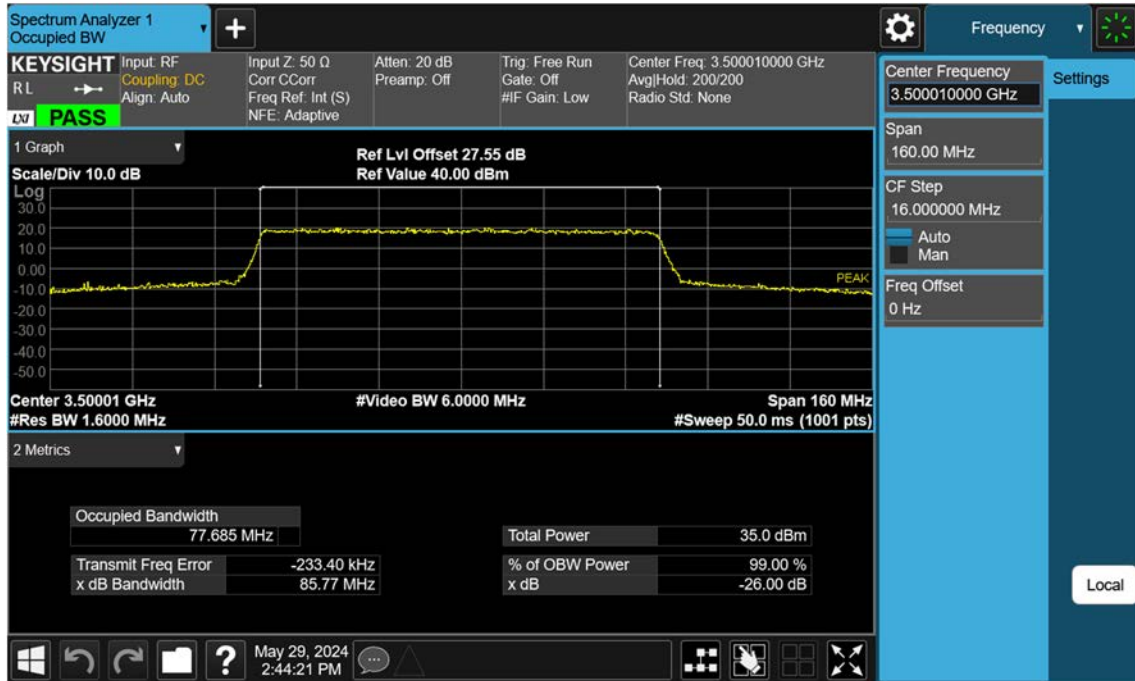 Spectrum Analyzer 1
Occupied BW
+
Frequency
KEYSIGHT
RL
LXI
PASS
Input: RF
Coupling: DC
Align: Auto
Input Z: 50 Ω
Corr CCorr
Freq Ref: Int (S)
NFE: Adaptive
Atten: 20 dB
Preamp: Off
Trig: Free Run
Gate: Off
#IF Gain: Low
Center Freq: 3.500010000 GHz
Avg|Hold: 200/200
Radio Std: None
Center Frequency
3.500010000 GHz
Settings
Span
160.00 MHz
CF Step
16.000000 MHz
Auto
Man
Freq Offset
0 Hz
Local
1 Graph
Scale/Div 10.0 dB
Ref Lvl Offset 27.55 dB
Ref Value 40.00 dBm
Log
30.0
20.0
10.0
0.00
-10.0
-20.0
-30.0
-40.0
-50.0
PEAK
Center 3.50001 GHz
#Video BW 6.0000 MHz
Span 160 MHz
#Res BW 1.6000 MHz
#Sweep 50.0 ms (1001 pts)
2 Metrics
Occupied Bandwidth
77.685 MHz
Total Power 35.0 dBm
Transmit Freq Error -233.40 kHz
% of OBW Power 99.00 %
x dB Bandwidth 85.77 MHz
x dB -26.00 dB
?
May 29, 2024
2:44:21 PM